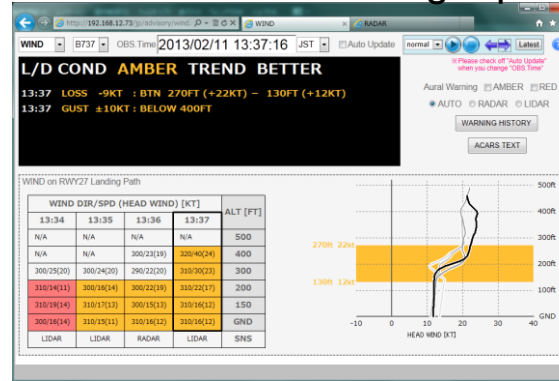 http://192.168.12.73/jp/advisory/wind.
WIND
RADAR
WIND B737 OBS.Time 2013/02/11 13:37:16 JST Auto Update normal Latest
※Please check off "Auto Update"
when you change "OBS.Time"
L/D COND AMBER TREND BETTER
13:37 LOSS -9KT : BTN 270FT (+22KT) – 130FT (+12KT)
13:37 GUST ±10KT : BELOW 400FT
Aural Warning AMBER RED
AUTO RADAR LIDAR
WARNING HISTORY
ACARS TEXT
WIND on RWY27 Landing Path
WIND DIR/SPD (HEAD WIND) [KT] ALT [FT]
13:34 13:35 13:36 13:37
N/A N/A N/A N/A 500
N/A N/A 300/23(19) 320/40(24) 400
300/25(20) 300/24(20) 290/22(20) 310/30(23) 300
310/14(11) 300/16(14) 300/22(19) 310/22(17) 200
310/19(14) 310/17(13) 300/15(13) 310/16(12) 150
300/16(14) 310/15(11) 310/16(12) 310/16(12) GND
LIDAR LIDAR RADAR LIDAR SNS
500ft
400ft
300ft
270ft 22kt
200ft
130ft 12kt
100ft
GND
-10 0 10 20 30 40
HEAD WIND [KT]